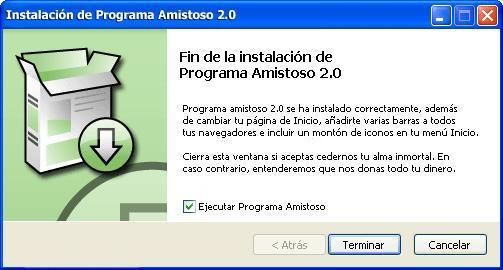 Instalación de Programa Amistoso 2.0
Fin de la instalación de
Programa Amistoso 2.0
Programa amistoso 2.0 se ha instalado correctamente, además
de cambiar tu página de Inicio, añadirte varias barras a todos
tus navegadores e incluir un montón de iconos en tu menú Inicio.
Cierra esta ventana si aceptas cedernos tu alma inmortal. En
caso contrario, entenderemos que nos donas todo tu dinero.
Ejecutar Programa Amistoso
< Atrás
Terminar
Cancelar